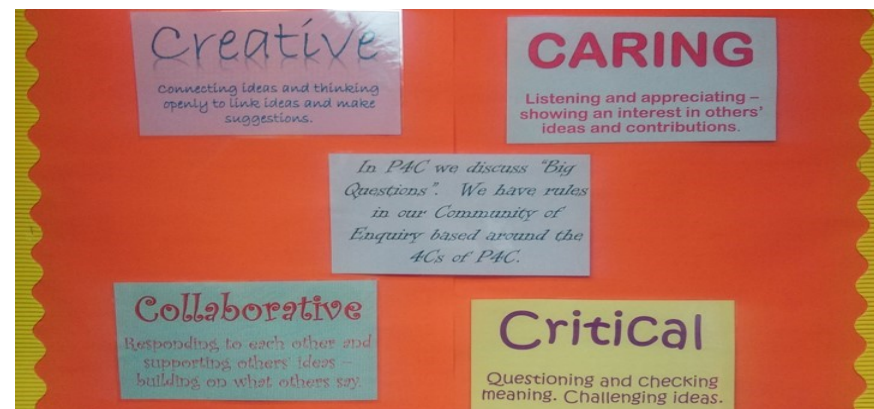 Creative
Connecting ideas and thinking
openly to link ideas and make
suggestions.
CARING
Listening and appreciating –
showing an interest in others'
ideas and contributions.
In P4C we discuss "Big
Questions". We have rules
in our Community of
Enquiry based around the
4Cs of P4C.
Collaborative
Responding to each other and
supporting others' ideas –
building on what others say.
Critical
Questioning and Checking
meaning. Challenging ideas.